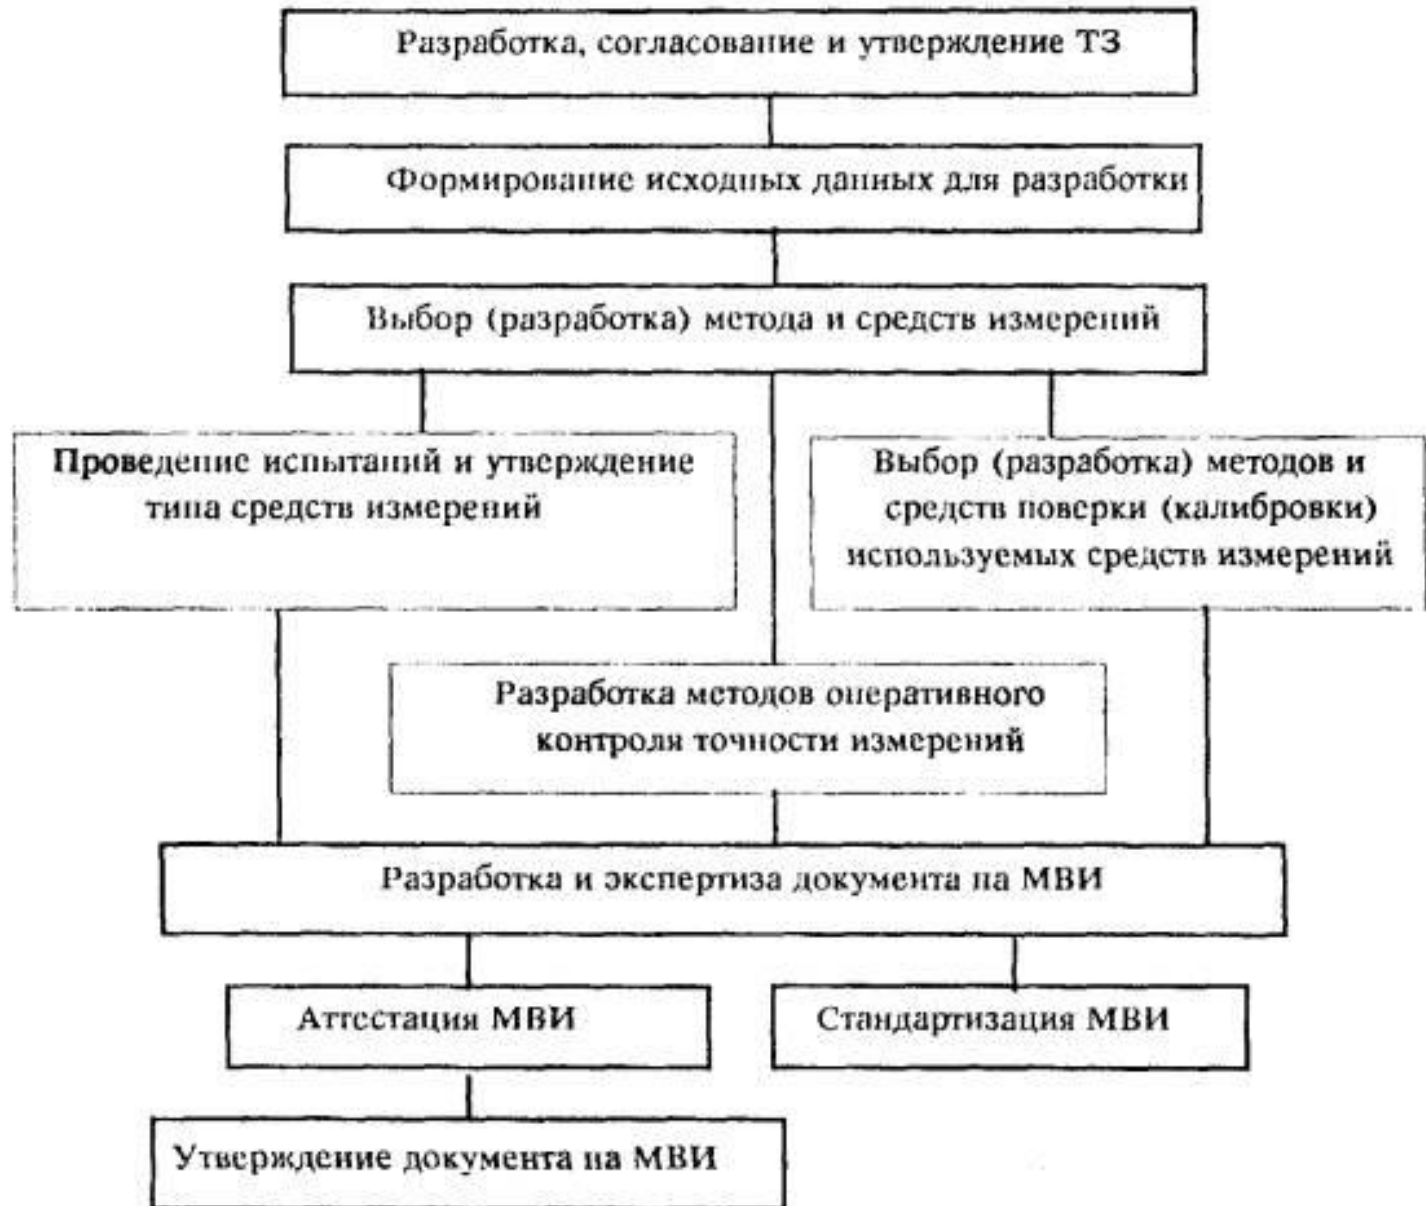 Разработка, согласование и утверждение ТЗ
Формирование исходных данных для разработки
Выбор (разработка) метода и средств измерений
Проведение испытаний и утверждение
типа средств измерений
Выбор (разработка) методов и
средств поверки (калибровки)
используемых средств измерений
Разработка методов оперативного
контроля точности измерений
Разработка и экспертиза документа на МВИ
Аттестация МВИ
Стандартизация МВИ
Утверждение документа на МВИ